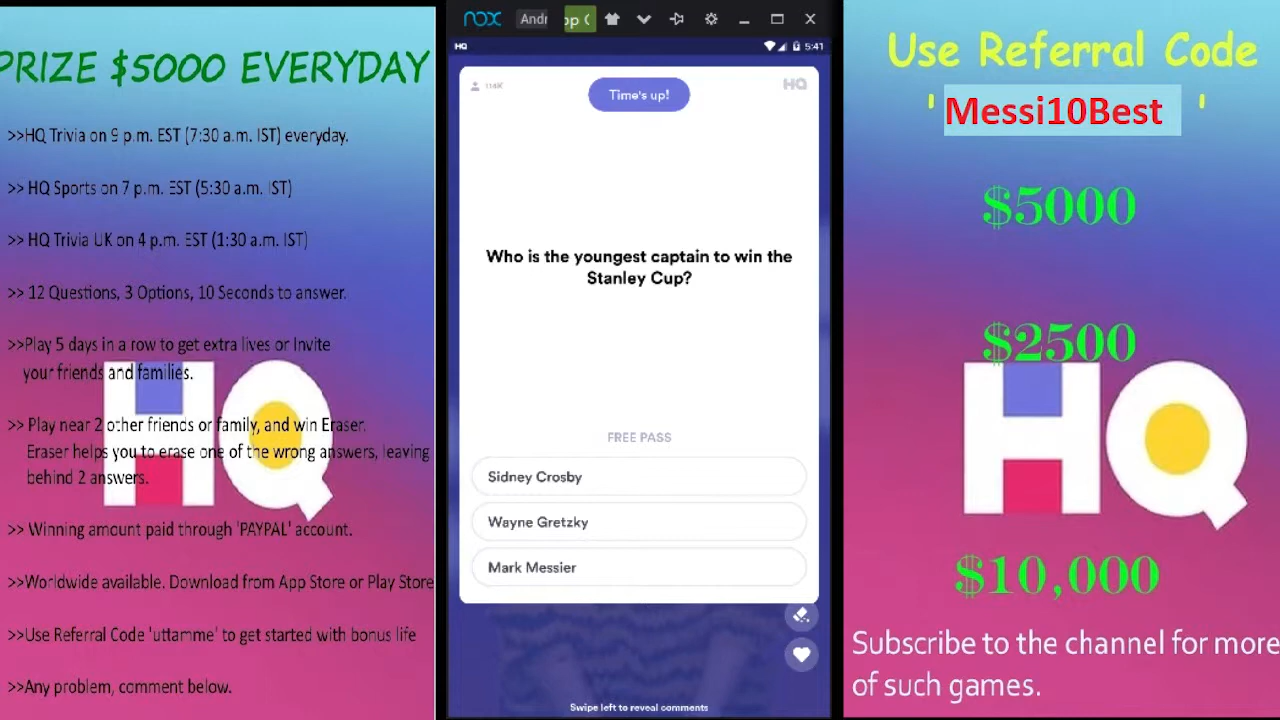 PRIZE $5000 EVERYDAY
>>HQ Trivia on 9 p.m. EST (7:30 a.m. IST) everyday.
>> HQ Sports on 7 p.m. EST (5:30 a.m. IST)
>> HQ Trivia UK on 4 p.m. EST (1:30 a.m. IST)
>> 12 Questions, 3 Options, 10 Seconds to answer.
>>Play 5 days in a row to get extra lives or Invite
your friends and families.
>> Play near 2 other friends or family, and win Eraser.
Eraser helps you to erase one of the wrong answers, leaving
behind 2 answers.
>> Winning amount paid through 'PAYPAL' account.
>>Worldwide available. Download from App Store or Play Store
>>Use Referral Code 'uttamme' to get started with bonus life
>>Any problem, comment below.
HQ
nox Andr
HQ 5:41
114K Time's up! HQ
Who is the youngest captain to win the
Stanley Cup?
FREE PASS
Sidney Crosby
Wayne Gretzky
Mark Messier
Swipe left to reveal comments
Use Referral Code
' Messi10Best '
$5000
$2500
HQ
$10,000
Subscribe to the channel for more
of such games.